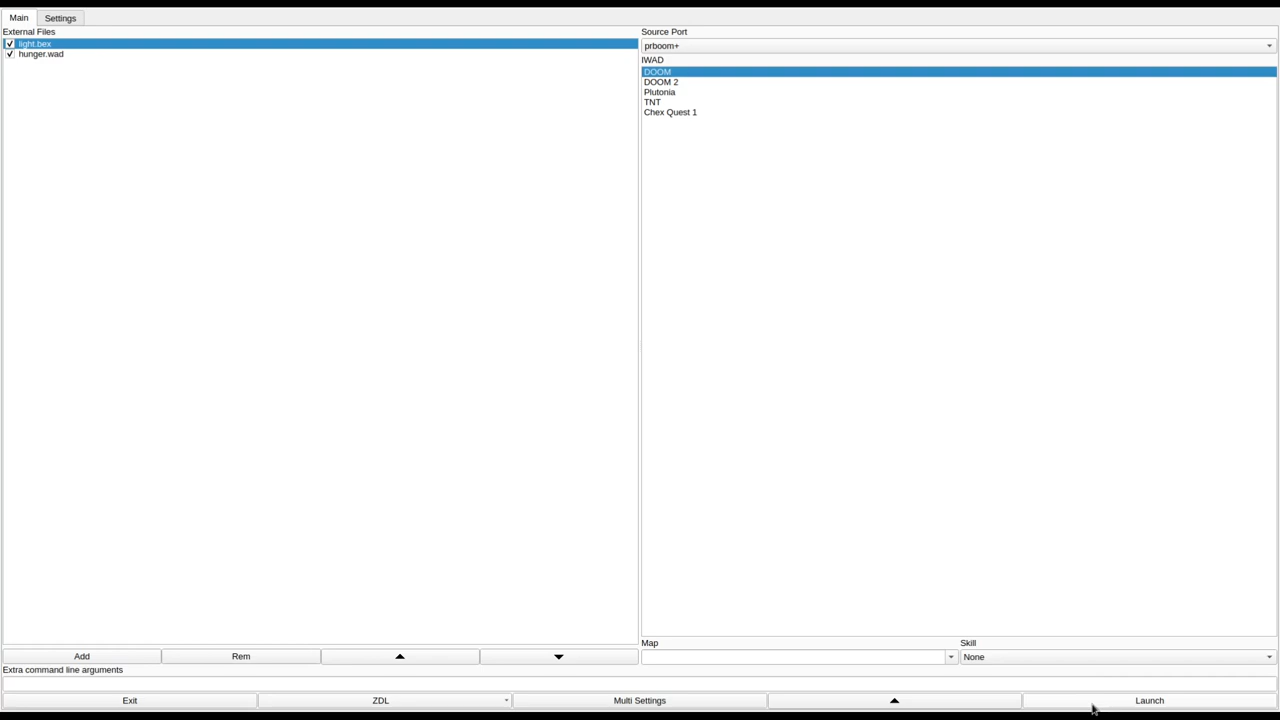 Main Settings
External Files
light.bex
hunger.wad
Source Port
prboom+
IWAD
DOOM
DOOM 2
Plutonia
TNT
Chex Quest 1
Map Skill
None
Add Rem
Extra command line arguments
Exit ZDL Multi Settings Launch